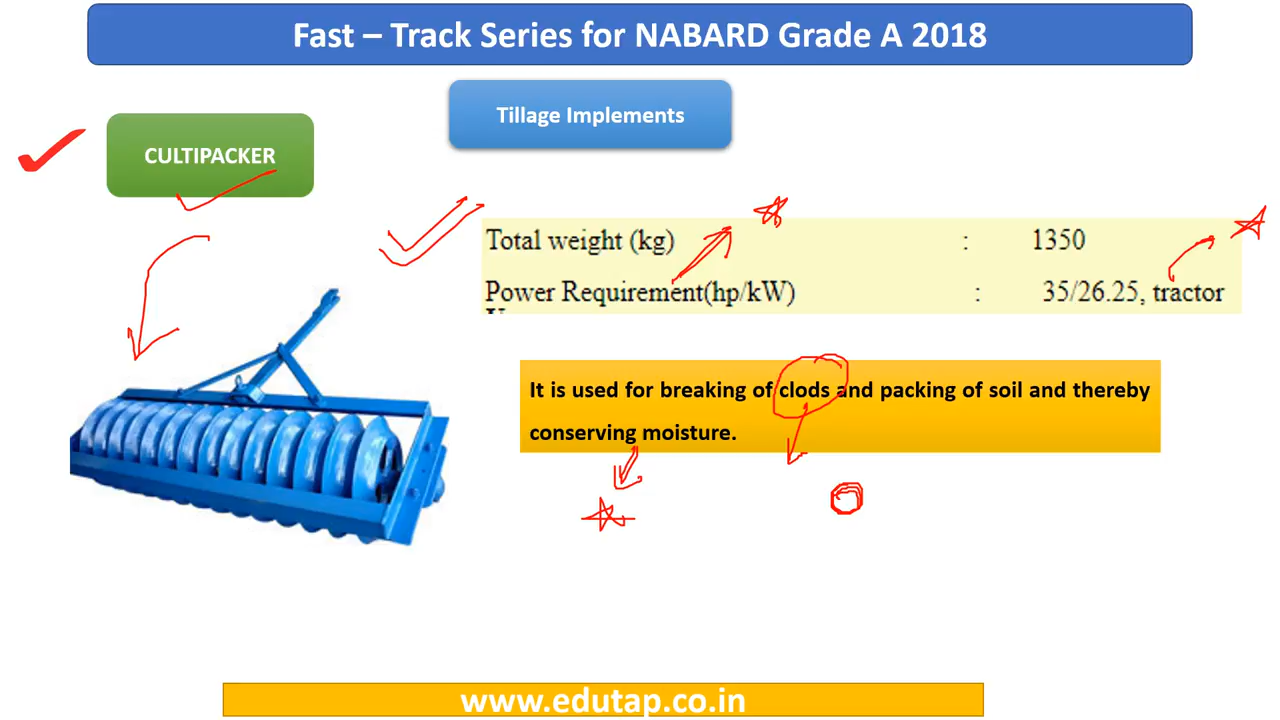 Fast – Track Series for NABARD Grade A 2018
Tillage Implements
CULTIPACKER
Total weight (kg) : 1350
Power Requirement(hp/kW) : 35/26.25, tractor
It is used for breaking of clods and packing of soil and thereby
conserving moisture.
www.edutap.co.in